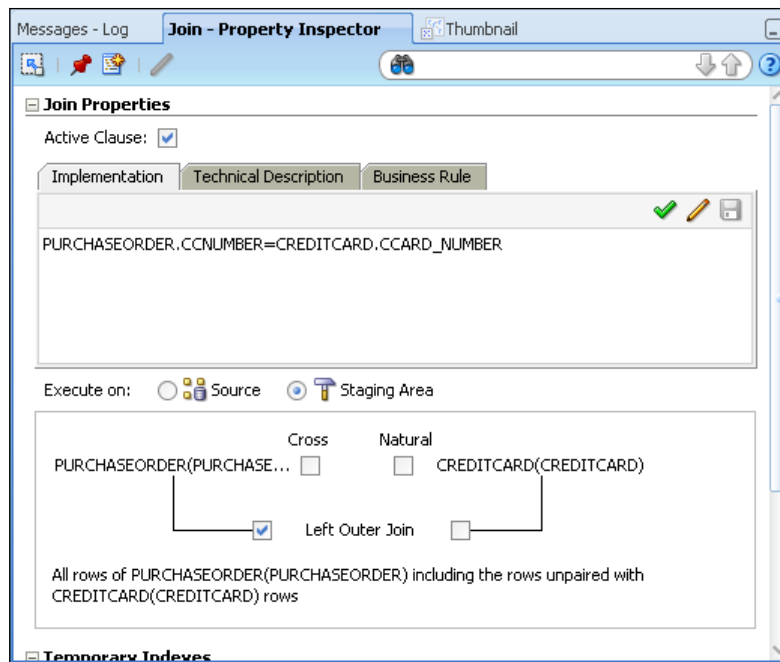 Messages - Log Join - Property Inspector Thumbnail
Join Properties
Active Clause:
Implementation Technical Description Business Rule
PURCHASEORDER.CCNUMBER=CREDITCARD.CCARD_NUMBER
Execute on: Source Staging Area
Cross Natural
PURCHASEORDER(PURCHASE... CREDITCARD(CREDITCARD)
Left Outer Join
All rows of PURCHASEORDER(PURCHASEORDER) including the rows unpaired with
CREDITCARD(CREDITCARD) rows
Temporary Indexes